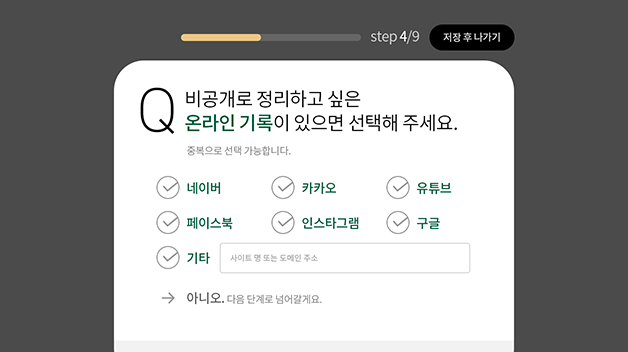 step 4/9 저장 후 나가기
Q 비공개로 정리하고 싶은
온라인 기록이 있으면 선택해 주세요.
중복으로 선택 가능합니다.
네이버 카카오 유튜브
페이스북 인스타그램 구글
기타 사이트 명 또는 도메인 주소
아니오. 다음 단계로 넘어갈게요.